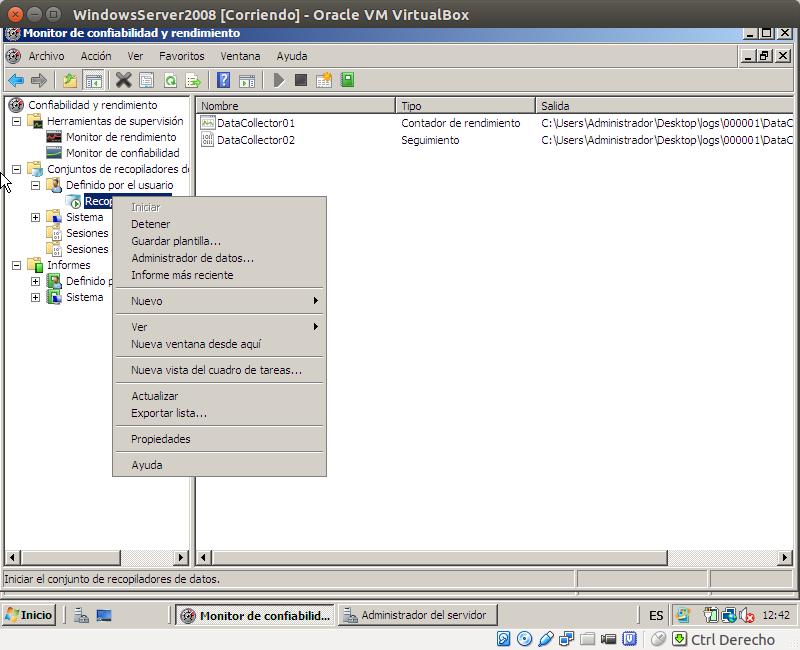 WindowsServer2008 [Corriendo] - Oracle VM VirtualBox
Monitor de confiabilidad y rendimiento
Archivo Acción Ver Favoritos Ventana Ayuda
Confiabilidad y rendimiento
Herramientas de supervisión
Monitor de rendimiento
Monitor de confiabilidad
Conjuntos de recopiladores de
Definido por el usuario
Recop
Sistema
Sesiones
Sesiones
Informes
Definido p
Sistema
Nombre Tipo Salida
DataCollector01 Contador de rendimiento C:\Users\Administrador\Desktop\logs\000001\DataC
DataCollector02 Seguimiento C:\Users\Administrador\Desktop\logs\000001\DataC
Iniciar
Detener
Guardar plantilla...
Administrador de datos...
Informe más reciente
Nuevo
Ver
Nueva ventana desde aquí
Nueva vista del cuadro de tareas...
Actualizar
Exportar lista...
Propiedades
Ayuda
Iniciar el conjunto de recopiladores de datos.
Inicio Monitor de confiabilid... Administrador del servidor ES 12:42
Ctrl Derecho